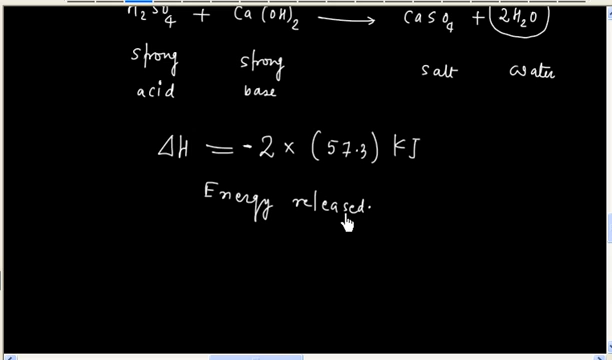 H₂SO₄ + Ca(OH)₂ ⟶ CaSO₄ + 2H₂O
strong strong salt water
acid base
ΔH = -2 × (57.3) KJ
Energy released.